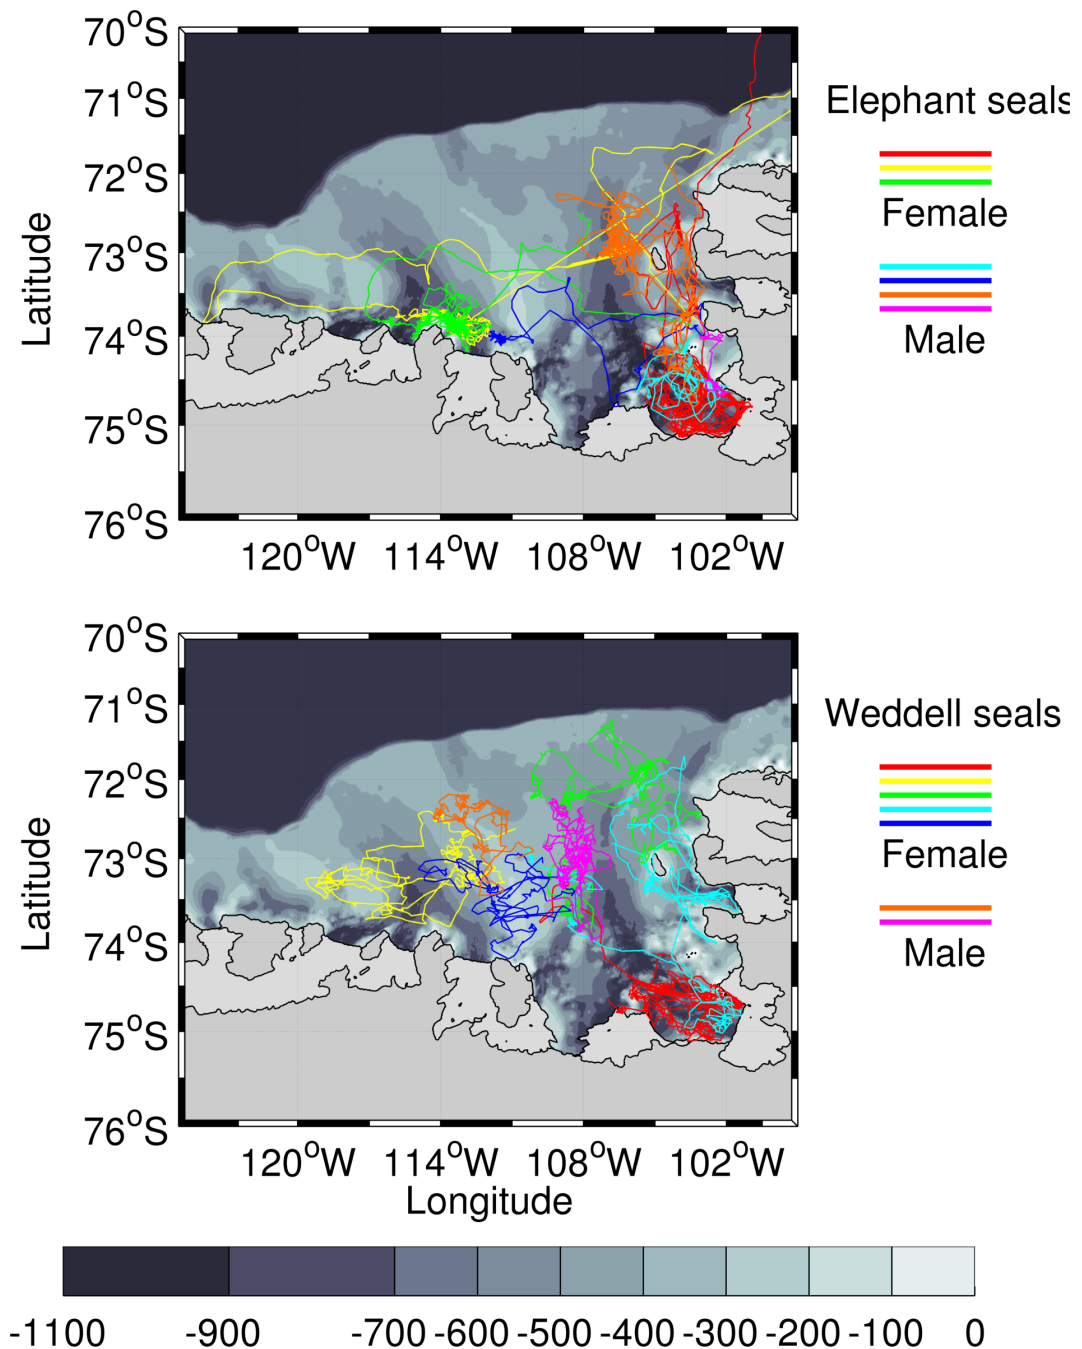 70°S
71°S
72°S
73°S
74°S
75°S
76°S
Latitude
120°W 114°W 108°W 102°W
Elephant seals
Female
Male
70°S
71°S
72°S
73°S
74°S
75°S
76°S
Latitude
120°W 114°W 108°W 102°W
Longitude
Weddell seals
Female
Male
-1100 -900 -700 -600 -500 -400 -300 -200 -100 0